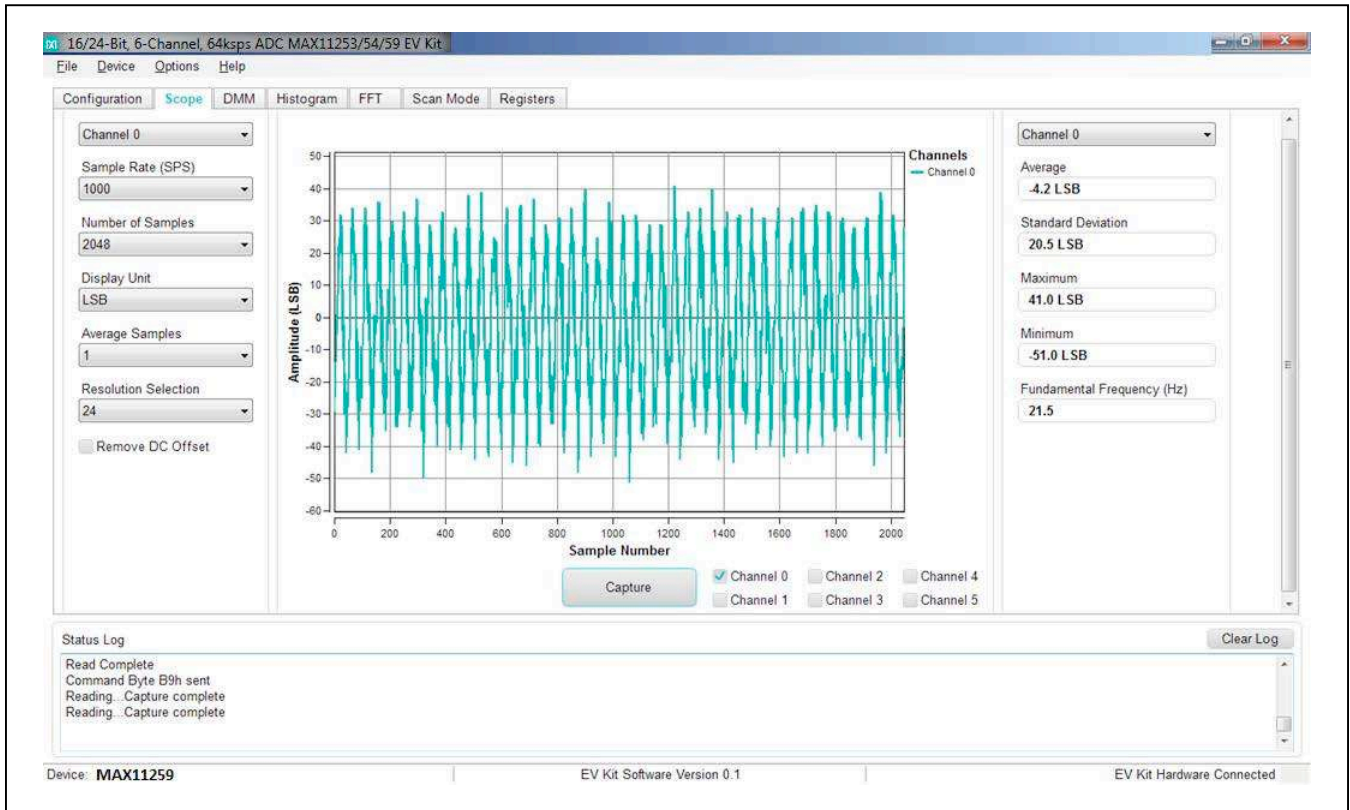 16/24-Bit, 6-Channel, 64ksps ADC MAX11253/54/59 EV Kit
File Device Options Help
Configuration Scope DMM Histogram FFT Scan Mode Registers
Channel 0
Sample Rate (SPS)
1000
Number of Samples
2048
Display Unit
LSB
Average Samples
1
Resolution Selection
24
Remove DC Offset
Amplitude (LSB)
50
40
30
20
10
0
-10
-20
-30
-40
-50
-60
0 200 400 600 800 1000 1200 1400 1600 1800 2000
Sample Number
Channels
Channel 0
Capture
Channel 0 Channel 2 Channel 4
Channel 1 Channel 3 Channel 5
Channel 0
Average
-4.2 LSB
Standard Deviation
20.5 LSB
Maximum
41.0 LSB
Minimum
-51.0 LSB
Fundamental Frequency (Hz)
21.5
Status Log
Clear Log
Read Complete
Command Byte B9h sent
Reading...Capture complete
Reading...Capture complete
Device: MAX11259
EV Kit Software Version 0.1
EV Kit Hardware Connected